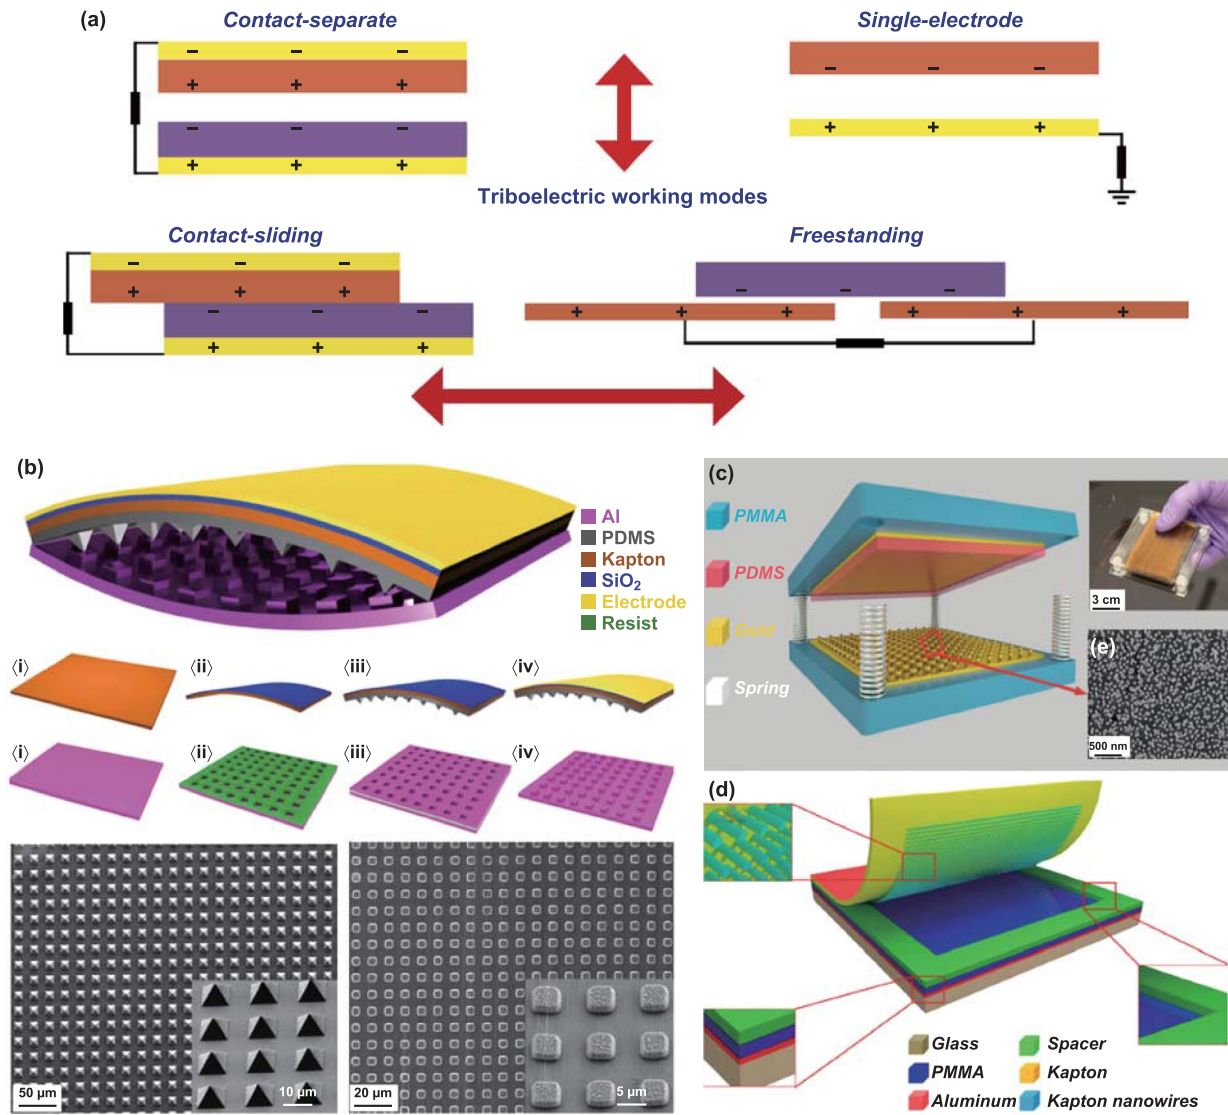 (a)
Contact-separate
Single-electrode
− − −
+ + +
− − −
+ + +
− − −
+ + +
Triboelectric working modes
Contact-sliding
Freestanding
− − −
+ + +
− − −
+ + +
− − −
+ + + + + +
(b)
Al
PDMS
Kapton
SiO2
Electrode
Resist
⟨i⟩ ⟨ii⟩ ⟨iii⟩ ⟨iv⟩
⟨i⟩ ⟨ii⟩ ⟨iii⟩ ⟨iv⟩
50 µm
10 µm
20 µm
5 µm
(c)
PMMA
PDMS
Gold
Spring
3 cm
(e)
500 nm
(d)
Glass
PMMA
Aluminum
Spacer
Kapton
Kapton nanowires